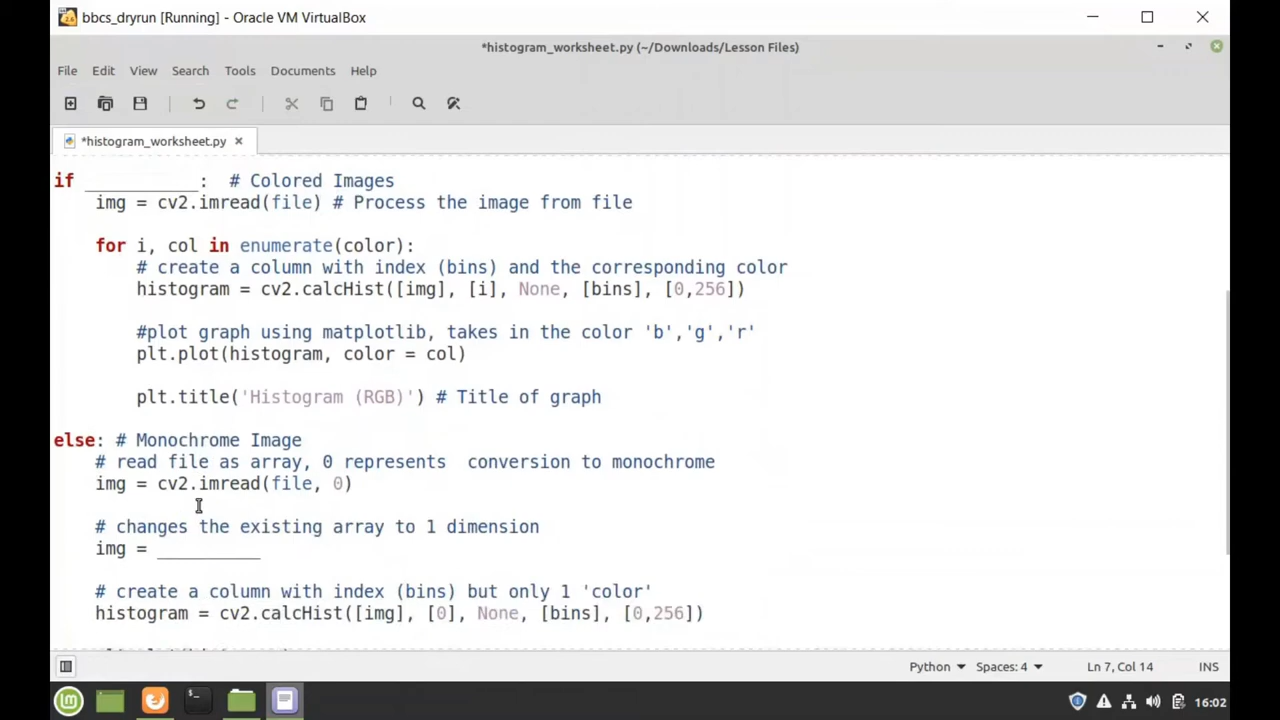 bbcs_dryrun [Running] - Oracle VM VirtualBox
*histogram_worksheet.py (~/Downloads/Lesson Files)
File Edit View Search Tools Documents Help
*histogram_worksheet.py
if ___________: # Colored Images
img = cv2.imread(file) # Process the image from file
for i, col in enumerate(color):
# create a column with index (bins) and the corresponding color
histogram = cv2.calcHist([img], [i], None, [bins], [0,256])
#plot graph using matplotlib, takes in the color 'b','g','r'
plt.plot(histogram, color = col)
plt.title('Histogram (RGB)') # Title of graph
else: # Monochrome Image
# read file as array, 0 represents  conversion to monochrome
img = cv2.imread(file, 0)
# changes the existing array to 1 dimension
img = __________
# create a column with index (bins) but only 1 'color'
histogram = cv2.calcHist([img], [0], None, [bins], [0,256])
Python Spaces: 4 Ln 7, Col 14 INS
16:02